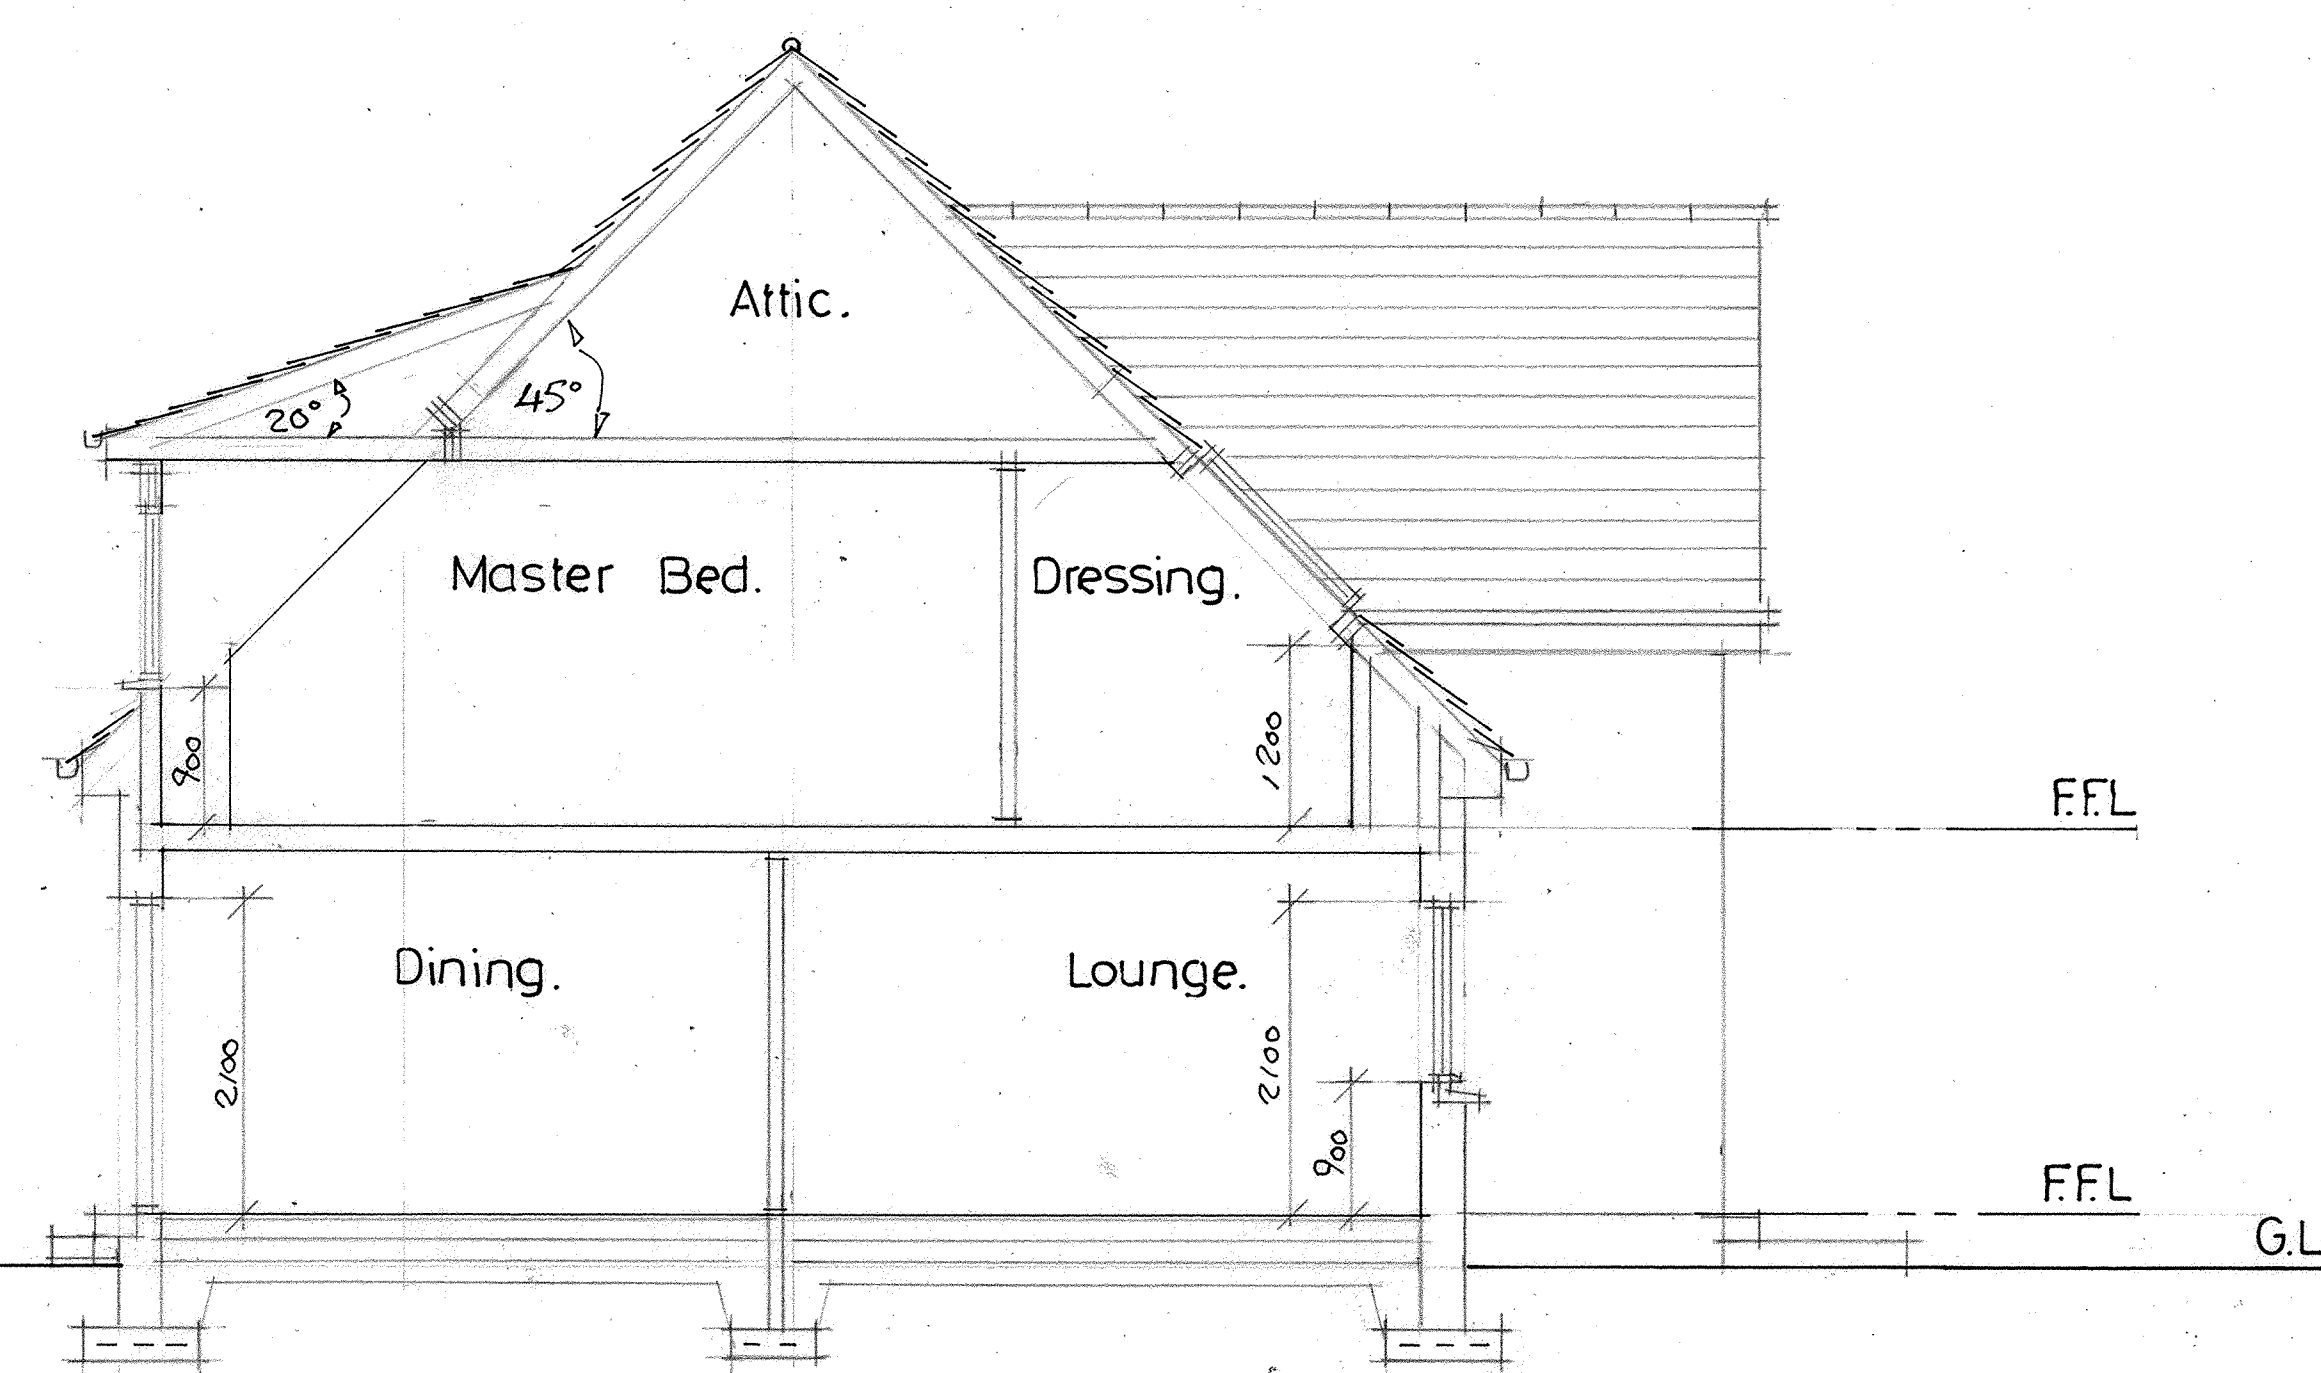 Attic.
20°
45°
Master Bed.
Dressing.
900
1200
F.F.L
Dining.
Lounge.
2100
2100
900
F.F.L
G.L